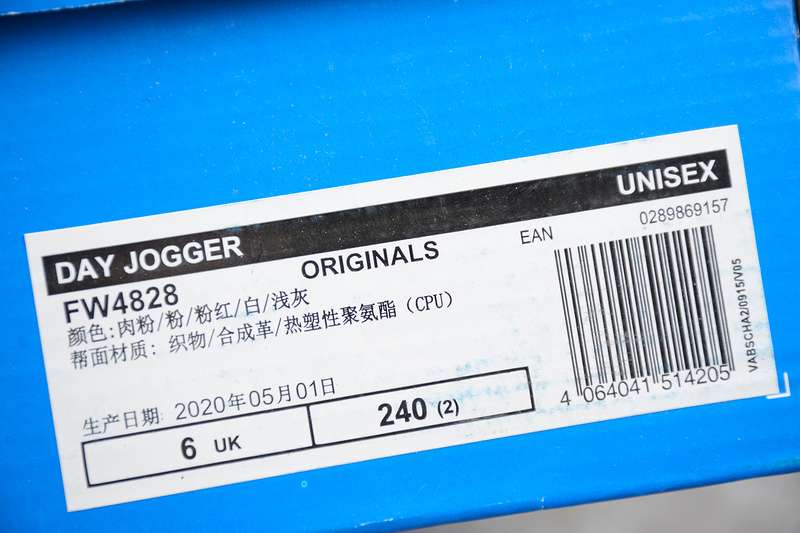 DAY JOGGER UNISEX
FW4828 ORIGINALS EAN 0289869157
颜色:肉粉/粉/粉红/白/浅灰
帮面材质: 织物/合成革/热塑性聚氨酯（CPU）
生产日期: 2020年05月01日
6 UK 240 (2)
4 064041 514205
VAB5CHA2/0915/V05